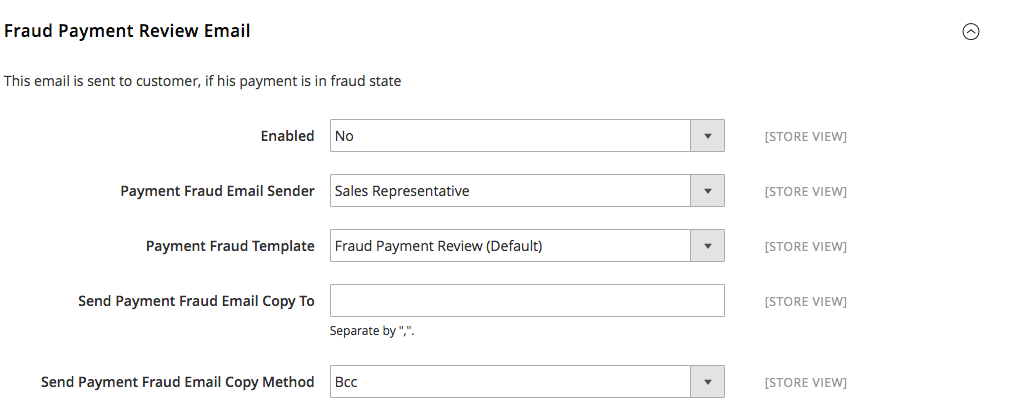 Fraud Payment Review Email
This email is sent to customer, if his payment is in fraud state
Enabled No [STORE VIEW]
Payment Fraud Email Sender Sales Representative [STORE VIEW]
Payment Fraud Template Fraud Payment Review (Default) [STORE VIEW]
Send Payment Fraud Email Copy To [STORE VIEW]
Separate by ",".
Send Payment Fraud Email Copy Method Bcc [STORE VIEW]